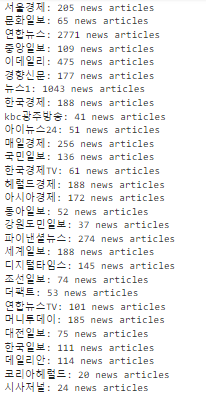 서울경제: 205 news articles
문화일보: 65 news articles
연합뉴스: 2771 news articles
중앙일보: 109 news articles
이데일리: 475 news articles
경향신문: 177 news articles
뉴스1: 1043 news articles
한국경제: 188 news articles
kbc광주방송: 41 news articles
아이뉴스24: 51 news articles
매일경제: 256 news articles
국민일보: 136 news articles
한국경제TV: 61 news articles
헤럴드경제: 188 news articles
아시아경제: 172 news articles
동아일보: 52 news articles
강원도민일보: 37 news articles
파이낸셜뉴스: 274 news articles
세계일보: 188 news articles
디지털타임스: 145 news articles
조선일보: 74 news articles
더팩트: 53 news articles
연합뉴스TV: 101 news articles
머니투데이: 185 news articles
대전일보: 75 news articles
한국일보: 111 news articles
데일리안: 114 news articles
코리아헤럴드: 20 news articles
시사저널: 24 news articles